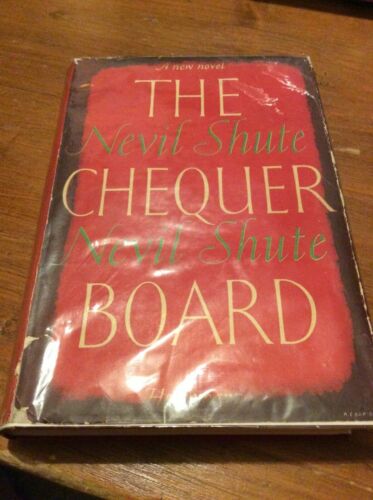 A new novel
THE
Nevil Shute
CHEQUER
Nevil Shute
BOARD